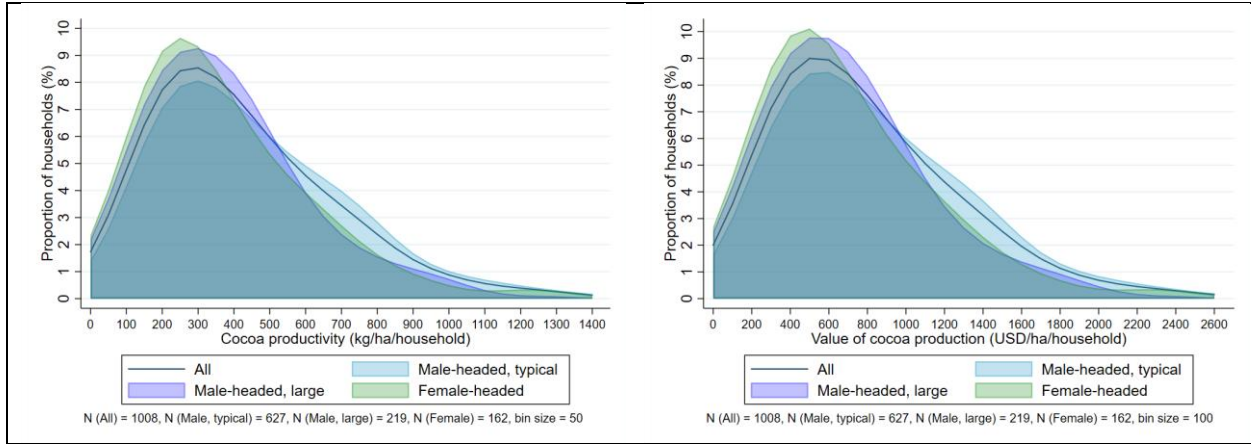 Proportion of households (%)
10
9
8
7
6
5
4
3
2
1
0
0 100 200 300 400 500 600 700 800 900 1000 1100 1200 1300 1400
Cocoa productivity (kg/ha/household)
All Male-headed, typical
Male-headed, large Female-headed
N (All) = 1008, N (Male, typical) = 627, N (Male, large) = 219, N (Female) = 162, bin size = 50
Proportion of households (%)
10
9
8
7
6
5
4
3
2
1
0
0 200 400 600 800 1000 1200 1400 1600 1800 2000 2200 2400 2600
Value of cocoa production (USD/ha/household)
All Male-headed, typical
Male-headed, large Female-headed
N (All) = 1008, N (Male, typical) = 627, N (Male, large) = 219, N (Female) = 162, bin size = 100